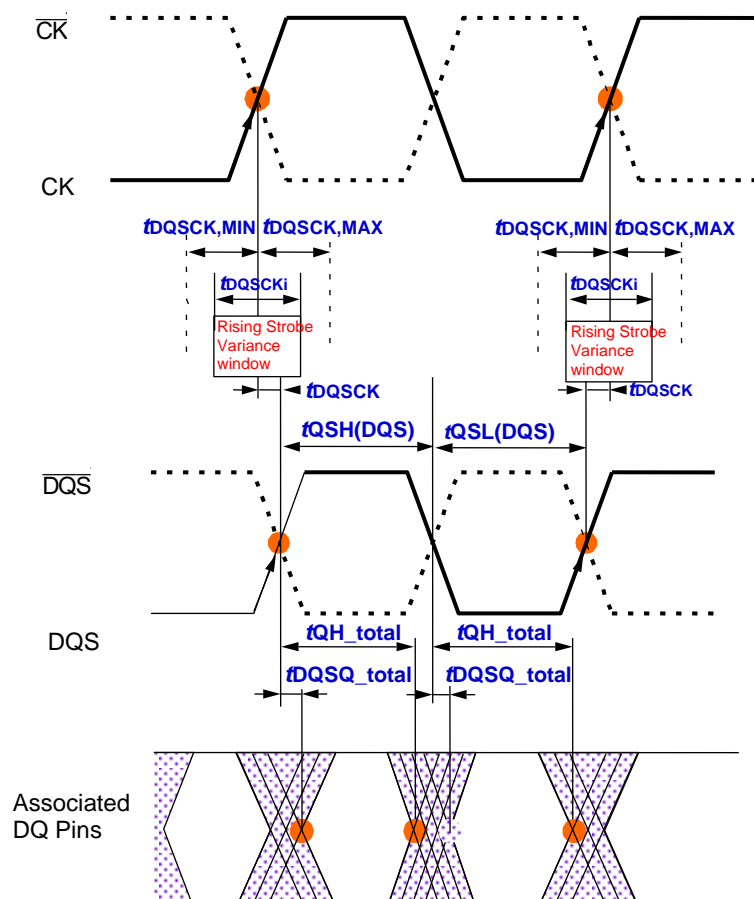 CK
CK
tDQSCK,MIN tDQSCK,MAX tDQSCK,MIN tDQSCK,MAX
tDQSCKi tDQSCKi
Rising Strobe
Variance
window
Rising Strobe
Variance
window
tDQSCK tDQSCK
tQSH(DQS) tQSL(DQS)
DQS
DQS
tQH_total tQH_total
tDQSQ_total tDQSQ_total
Associated
DQ Pins